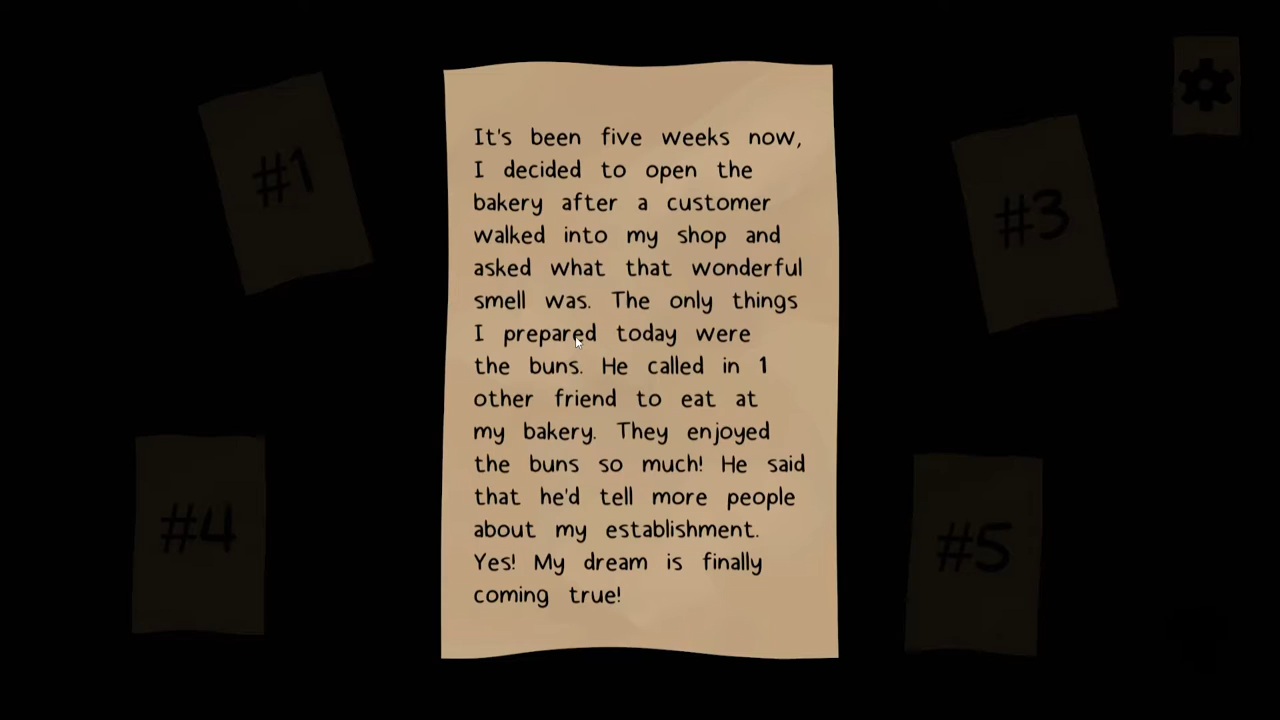 #1
It's been five weeks now,
I decided to open the
bakery after a customer
walked into my shop and
asked what that wonderful
smell was. The only things
I prepared today were
the buns. He called in 1
other friend to eat at
my bakery. They enjoyed
the buns so much! He said
that he'd tell more people
about my establishment.
Yes! My dream is finally
coming true!
#3
#4
#5